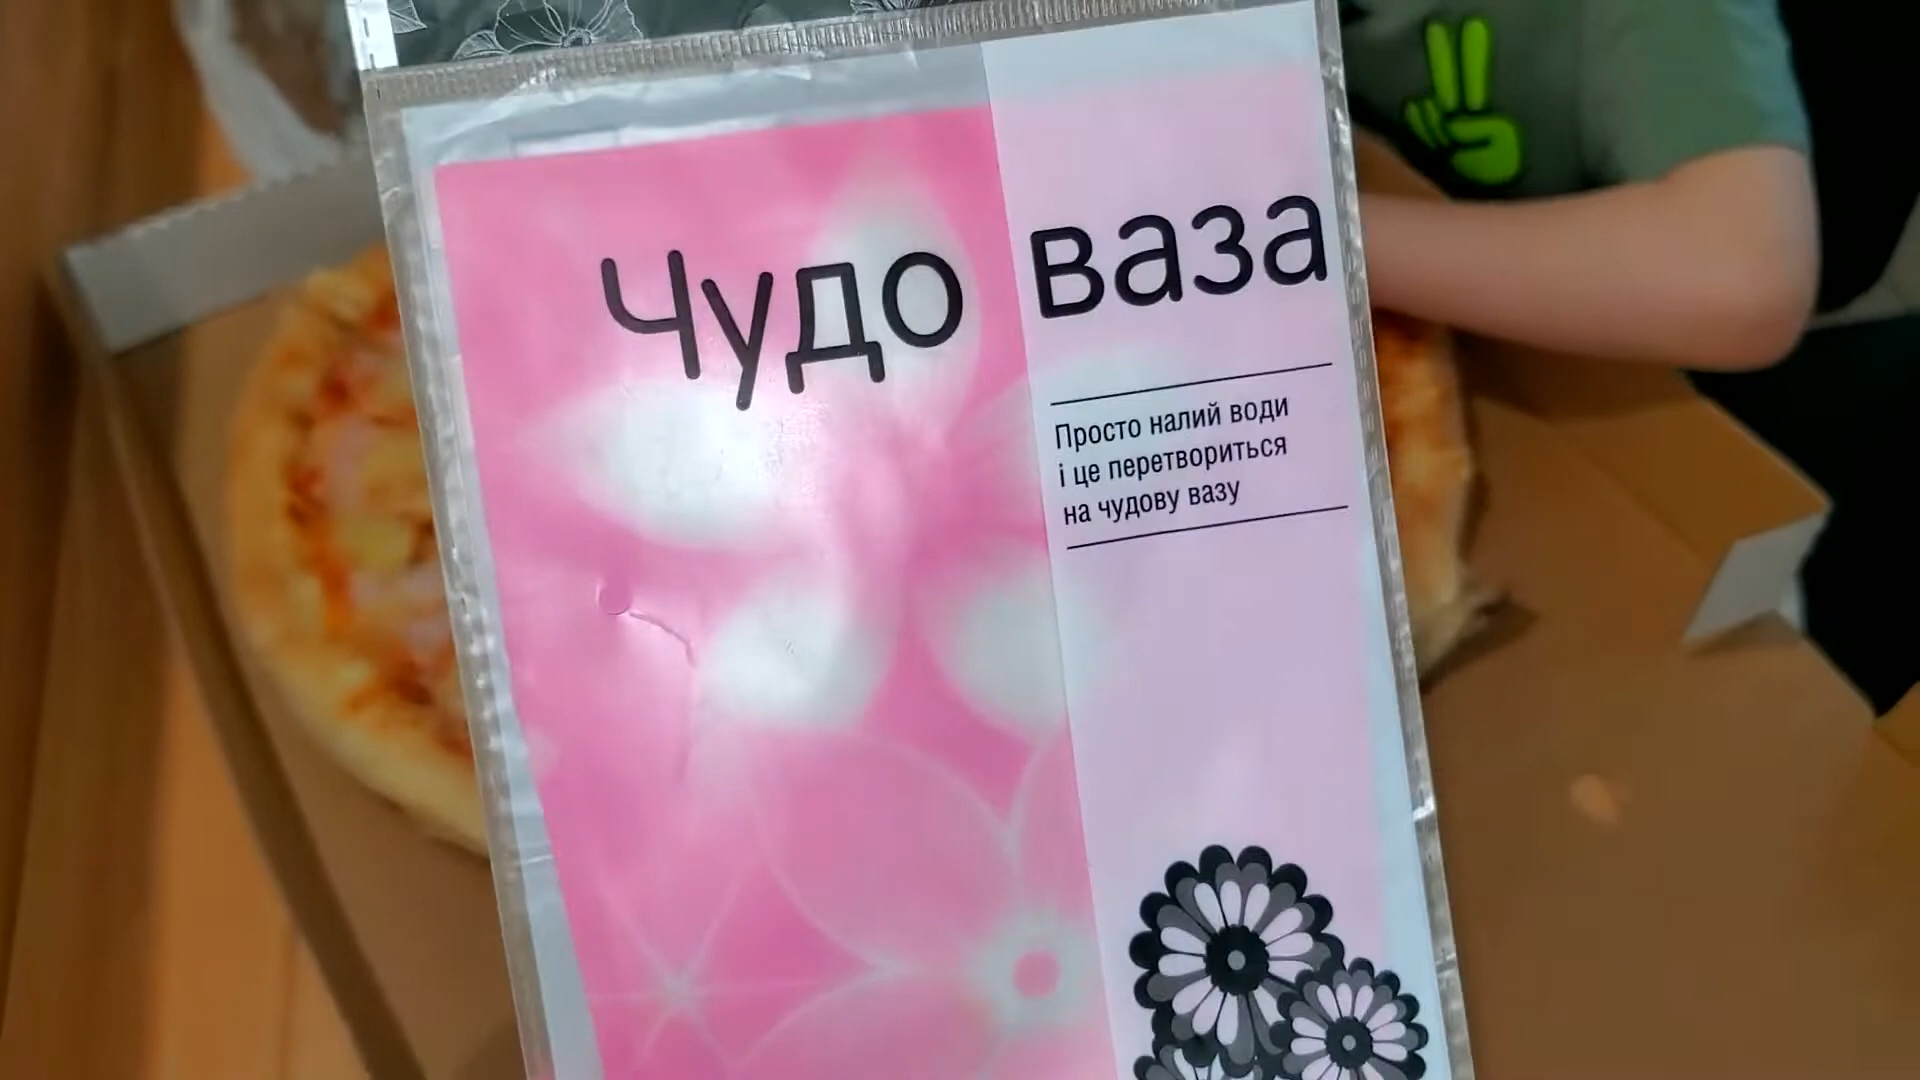 Чудо ваза
Просто налий води
і це перетвориться
на чудову вазу